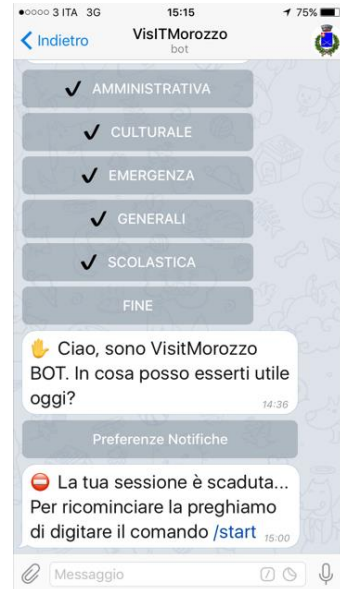 3 ITA 3G 15:15 75%
Indietro VisITMorozzo
bot
✔ AMMINISTRATIVA
✔ CULTURALE
✔ EMERGENZA
✔ GENERALI
✔ SCOLASTICA
FINE
Ciao, sono VisitMorozzo
BOT. In cosa posso esserti utile
oggi? 14:36
Preferenze Notifiche
La tua sessione è scaduta...
Per ricominciare la preghiamo
di digitare il comando /start 15:00
Messaggio